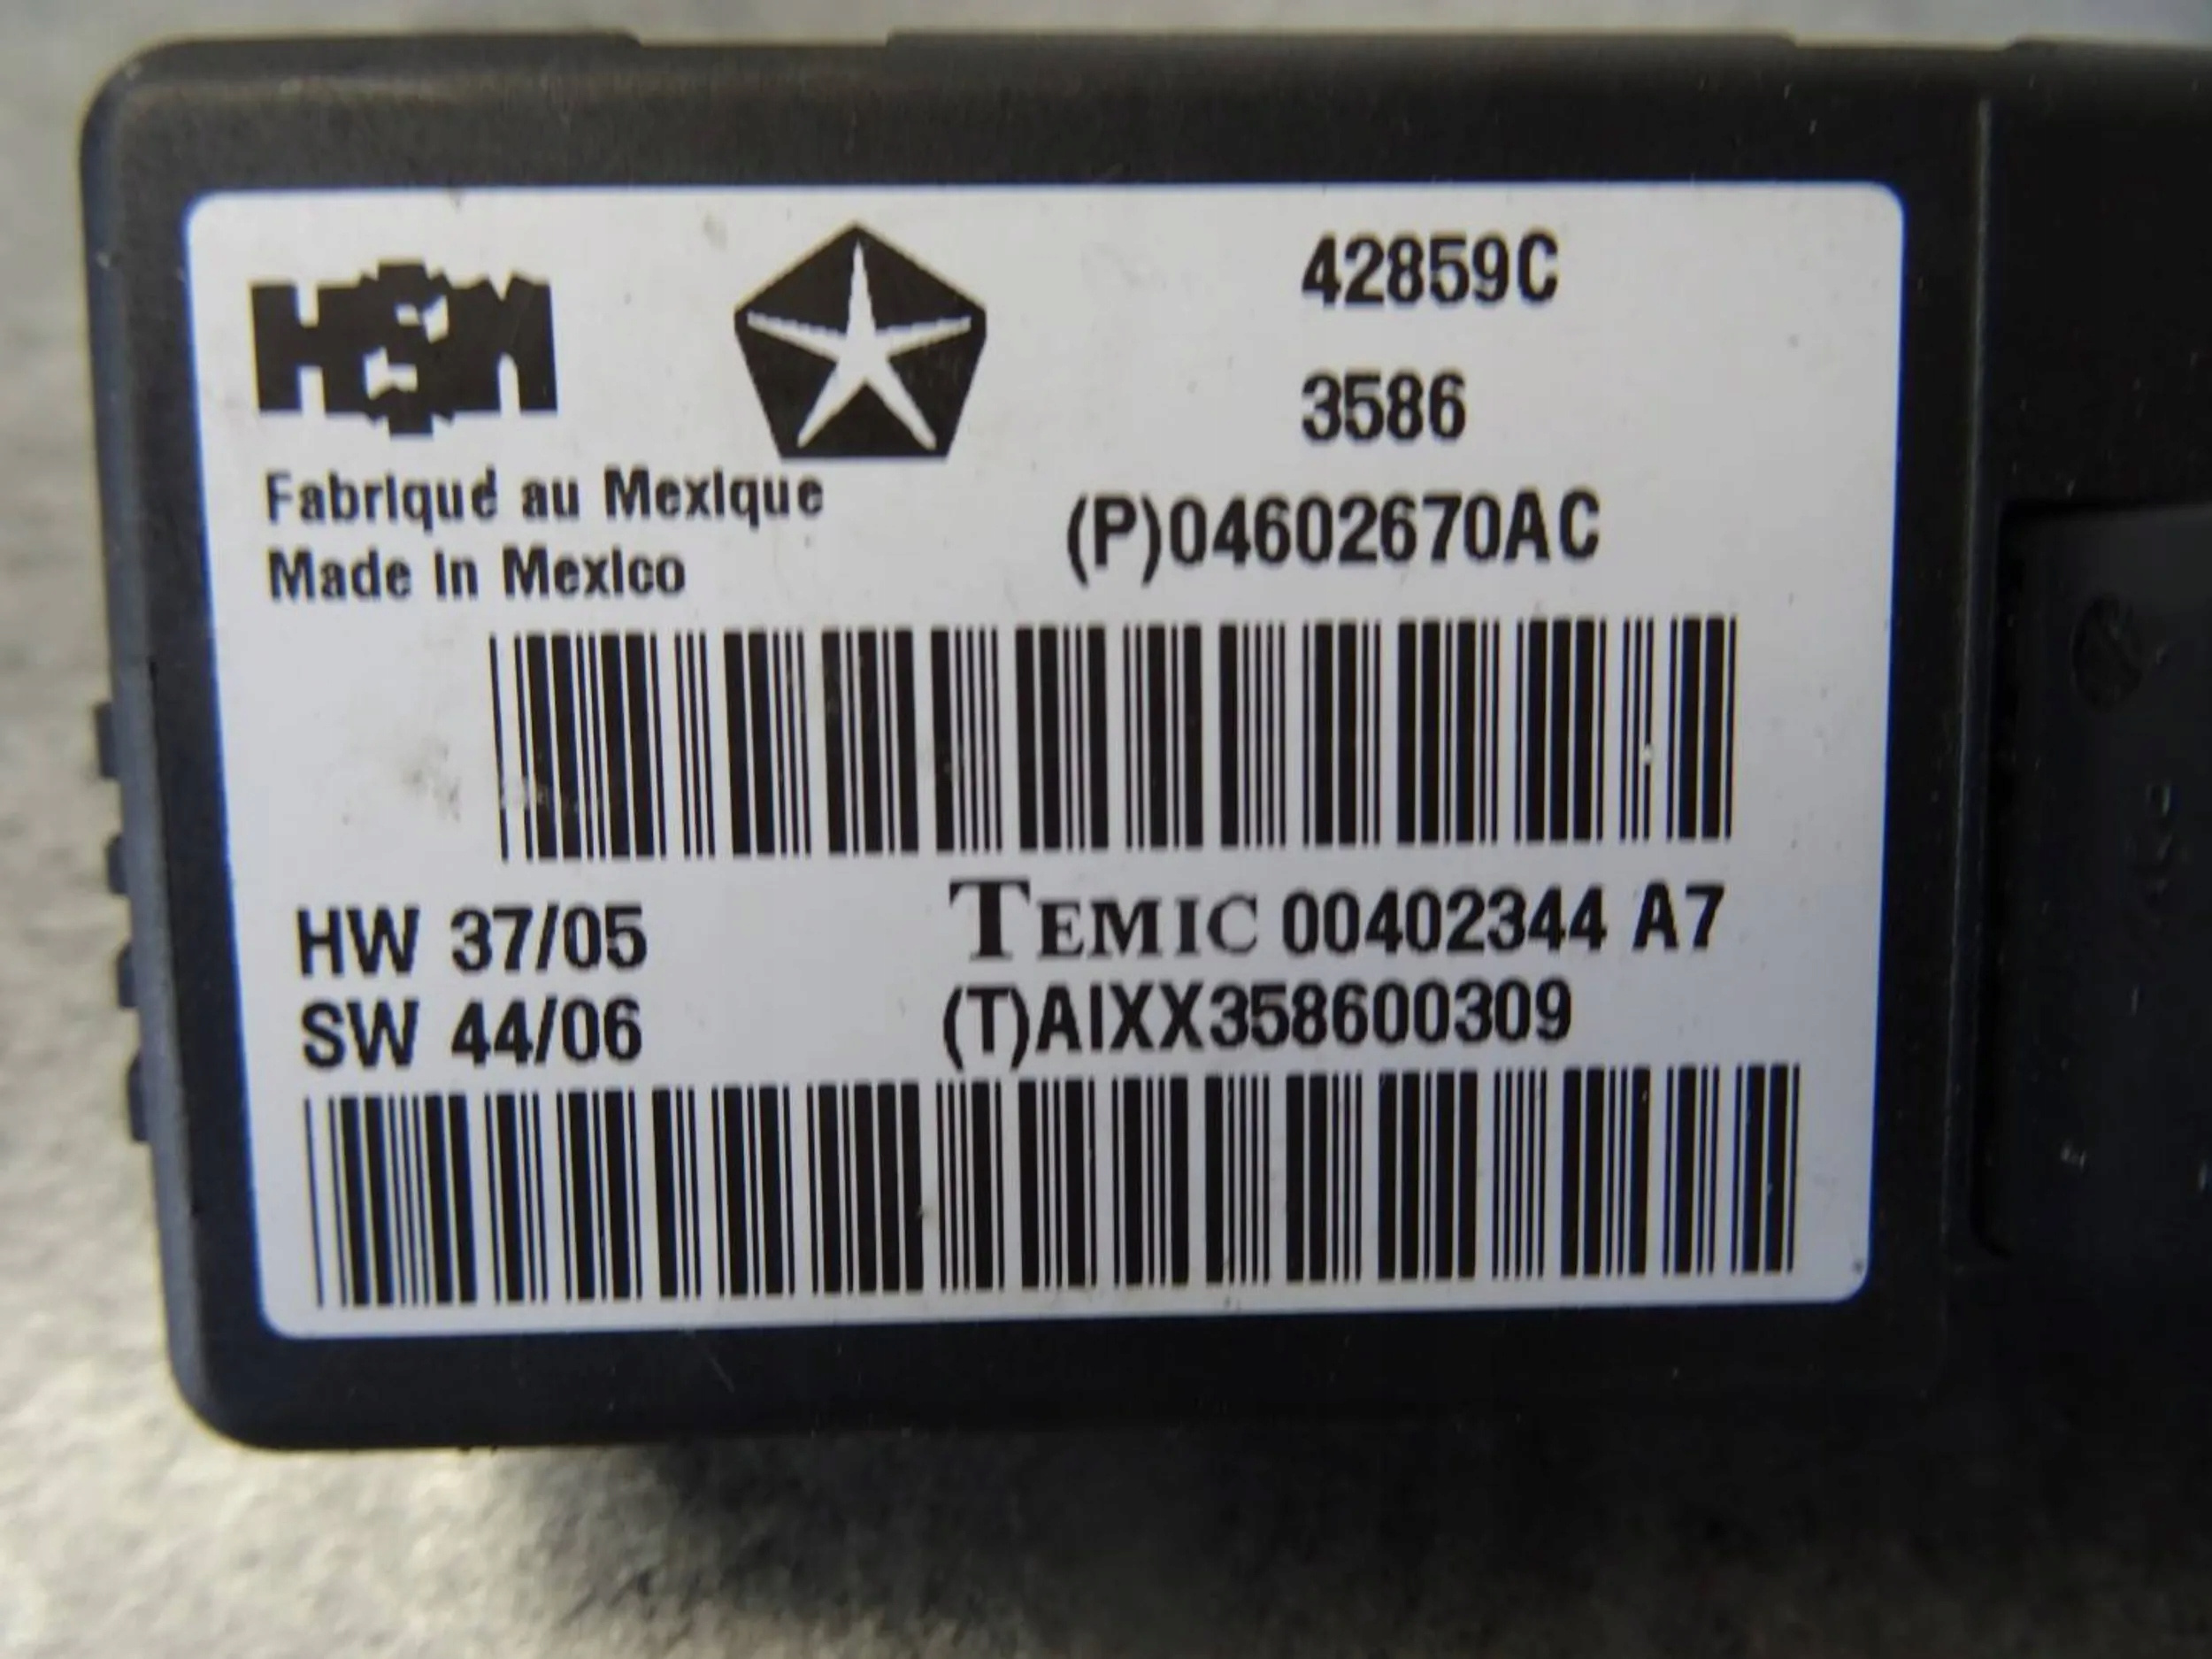 HSM
42859C
3586
Fabriqué au Mexique
Made In Mexico
(P)04602670AC
HW 37/05
TEMIC 00402344 A7
SW 44/06
(T)AIXX358600309